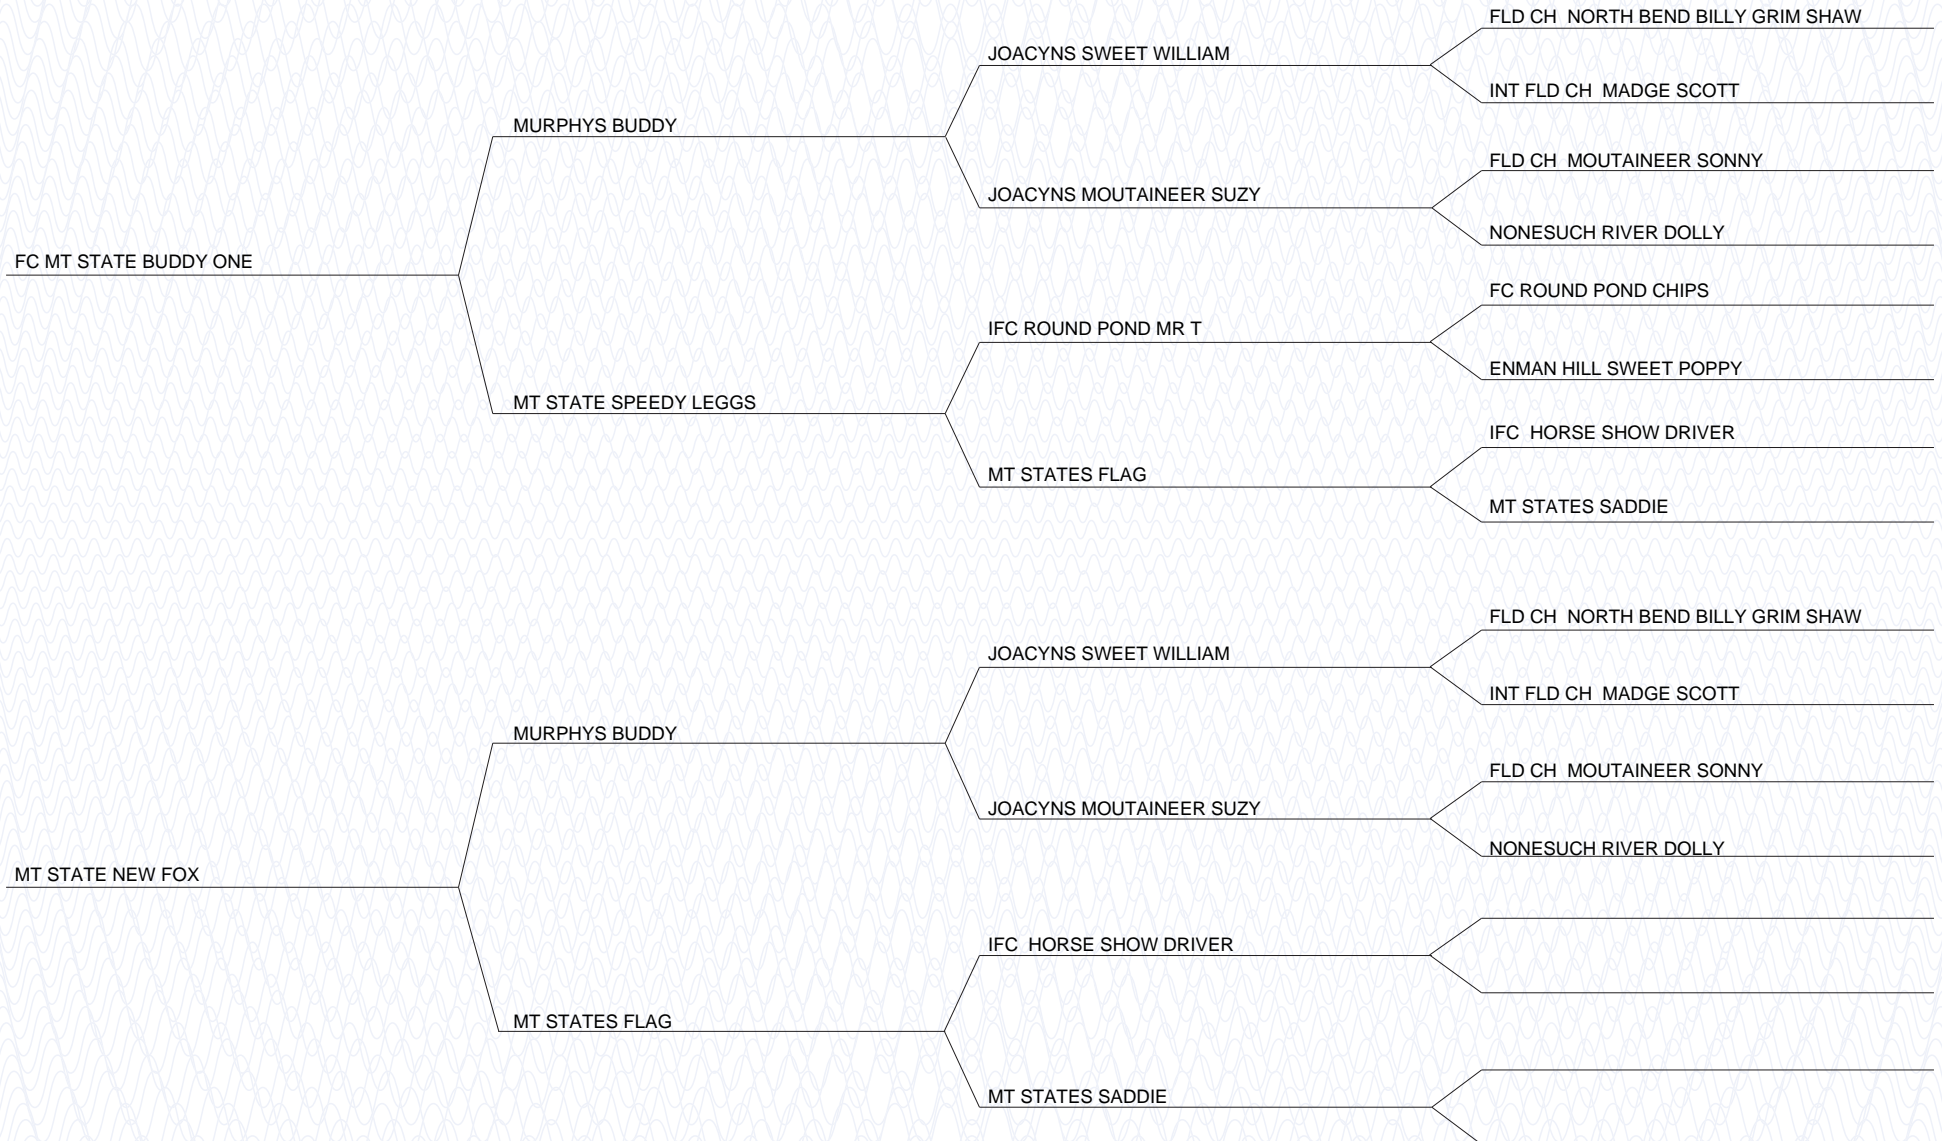 FLD CH  NORTH BEND BILLY GRIM SHAW
JOACYNS SWEET WILLIAM
INT FLD CH  MADGE SCOTT
MURPHYS BUDDY
FLD CH  MOUTAINEER SONNY
JOACYNS MOUTAINEER SUZY
NONESUCH RIVER DOLLY
FC MT STATE BUDDY ONE
FC ROUND POND CHIPS
IFC ROUND POND MR T
ENMAN HILL SWEET POPPY
MT STATE SPEEDY LEGGS
IFC  HORSE SHOW DRIVER
MT STATES FLAG
MT STATES SADDIE
FLD CH  NORTH BEND BILLY GRIM SHAW
JOACYNS SWEET WILLIAM
INT FLD CH  MADGE SCOTT
MURPHYS BUDDY
FLD CH  MOUTAINEER SONNY
JOACYNS MOUTAINEER SUZY
NONESUCH RIVER DOLLY
MT STATE NEW FOX
IFC  HORSE SHOW DRIVER
MT STATES FLAG
MT STATES SADDIE